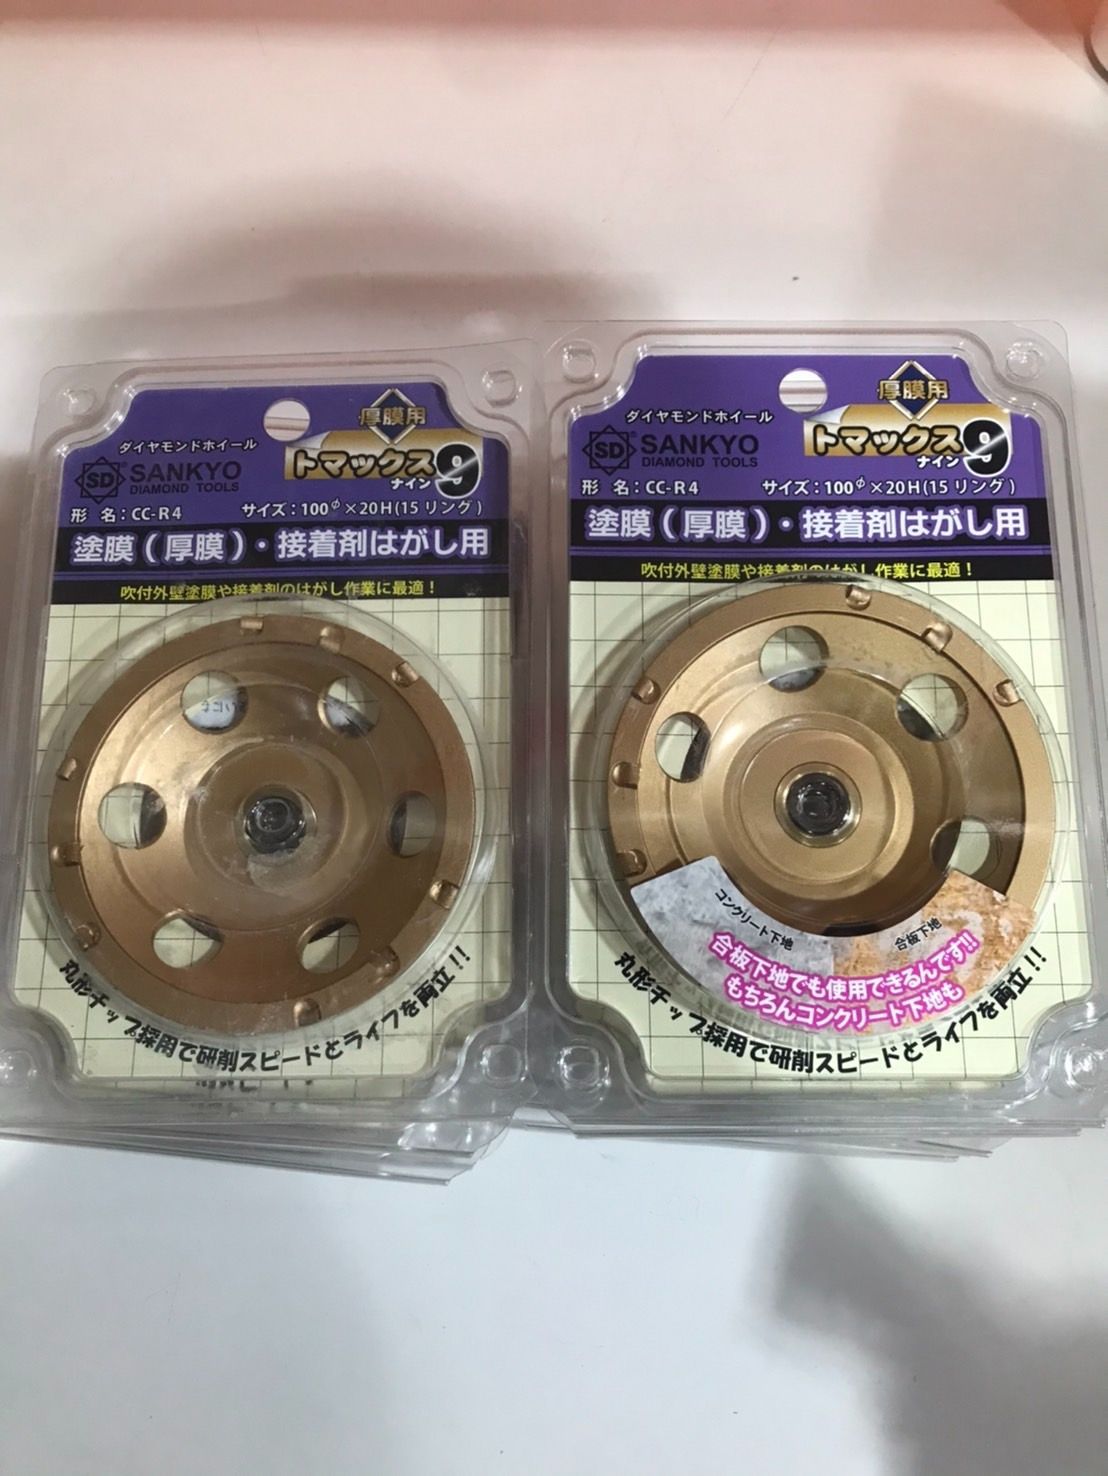 厚膜用
ダイヤモンドホイール
SD
SANKYO
DIAMOND TOOLS
トマックス9
ナイン
形 名:CC-R4 サイズ:100φ×20H(15リング)
塗膜(厚膜)・接着剤はがし用
吹付外壁塗膜や接着剤のはがし作業に最適!
丸形チップ採用で研削スピードとライフを両立!!
厚膜用
ダイヤモンドホイール
SD
SANKYO
DIAMOND TOOLS
トマックス9
ナイン
形 名:CC-R4 サイズ:100φ×20H(15リング)
塗膜(厚膜)・接着剤はがし用
吹付外壁塗膜や接着剤のはがし作業に最適!
コンクリート下地
合板下地
合板下地でも使用できるんです!!
もちろんコンクリート下地も
丸形チップ採用で研削スピードとライフを両立!!